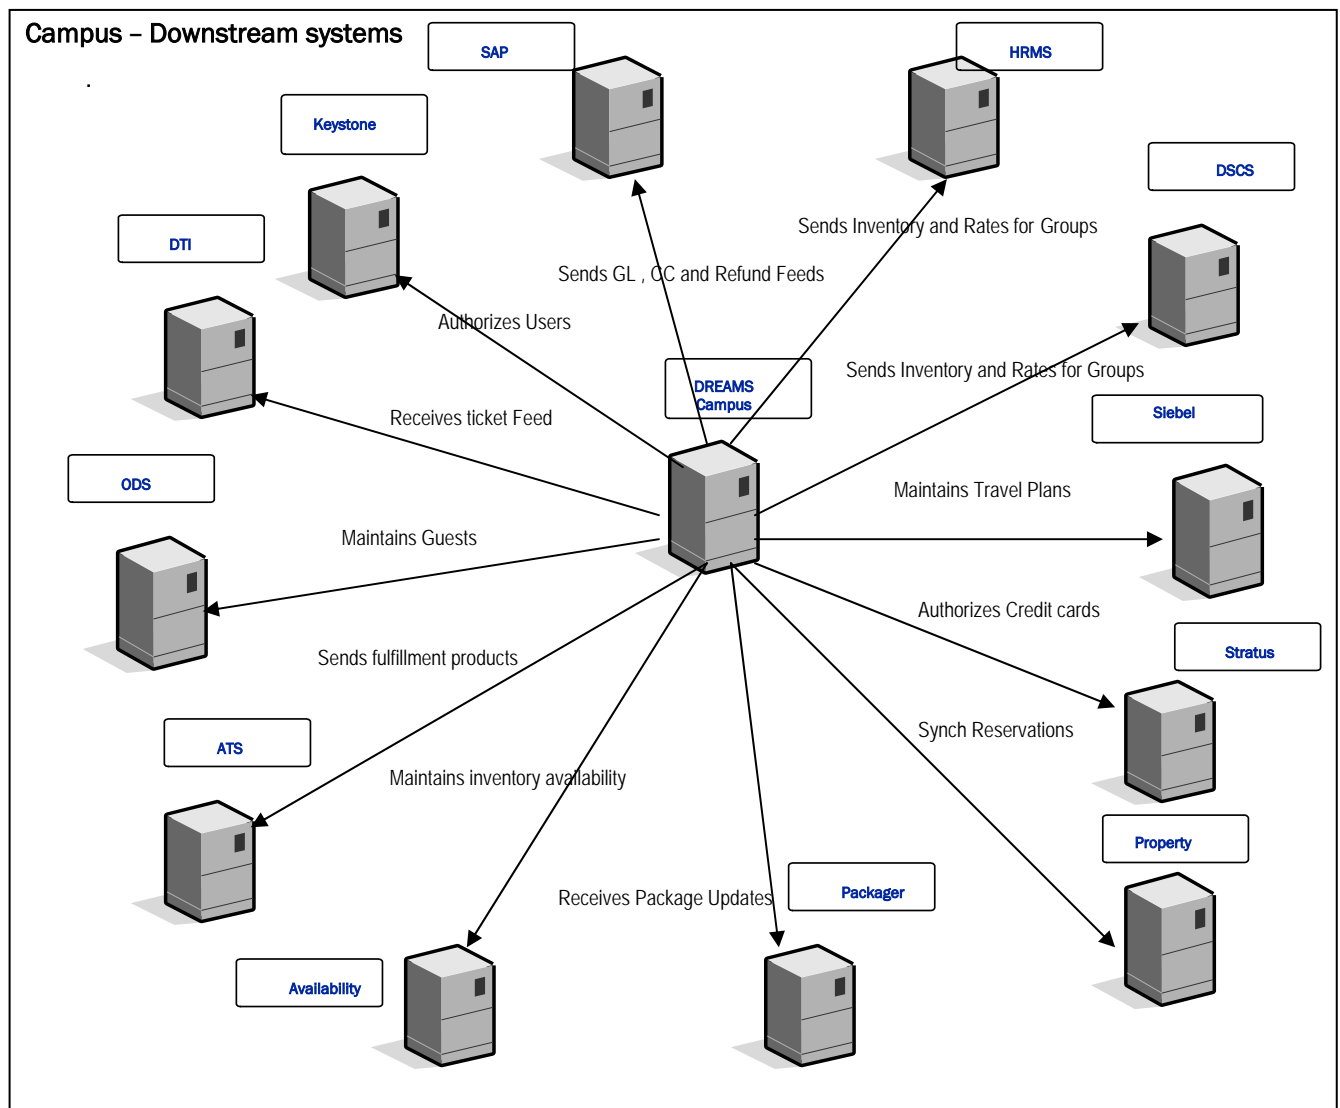 Campus – Downstream systems
.
SAP
HRMS
Keystone
DSCS
DTI
Sends Inventory and Rates for Groups
Sends GL , CC and Refund Feeds
Authorizes Users
Sends Inventory and Rates for Groups
DREAMS
Campus
Receives ticket Feed
Siebel
ODS
Maintains Travel Plans
Maintains Guests
Authorizes Credit cards
Sends fulfillment products
Stratus
ATS
Synch Reservations
Maintains inventory availability
Property
Receives Package Updates
Packager
Availability